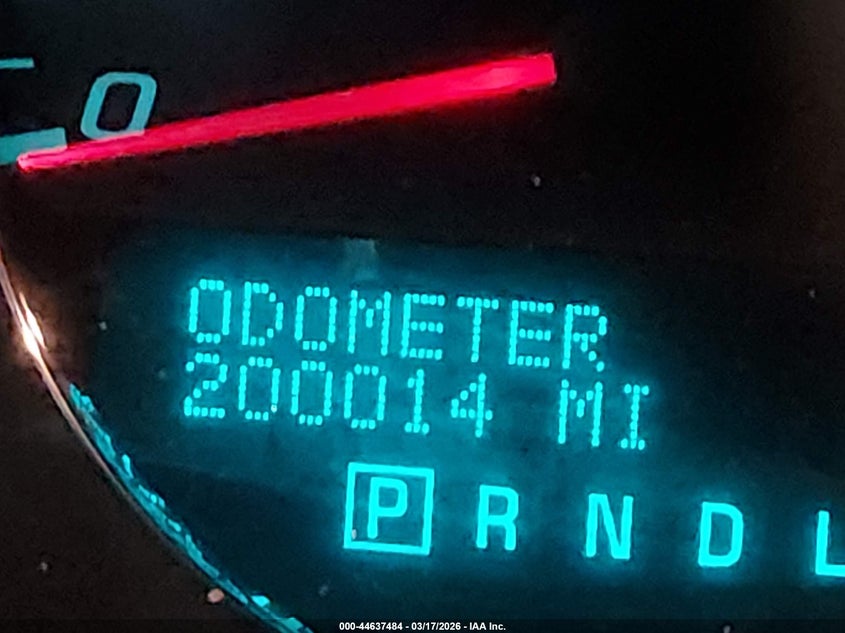 0
ODOMETER
200014 MI
P R N D L
000-44637484 - 03/17/2026 - IAA Inc.